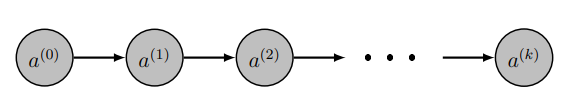 a^{(0)} a^{(1)} a^{(2)} • • • a^{(k)}